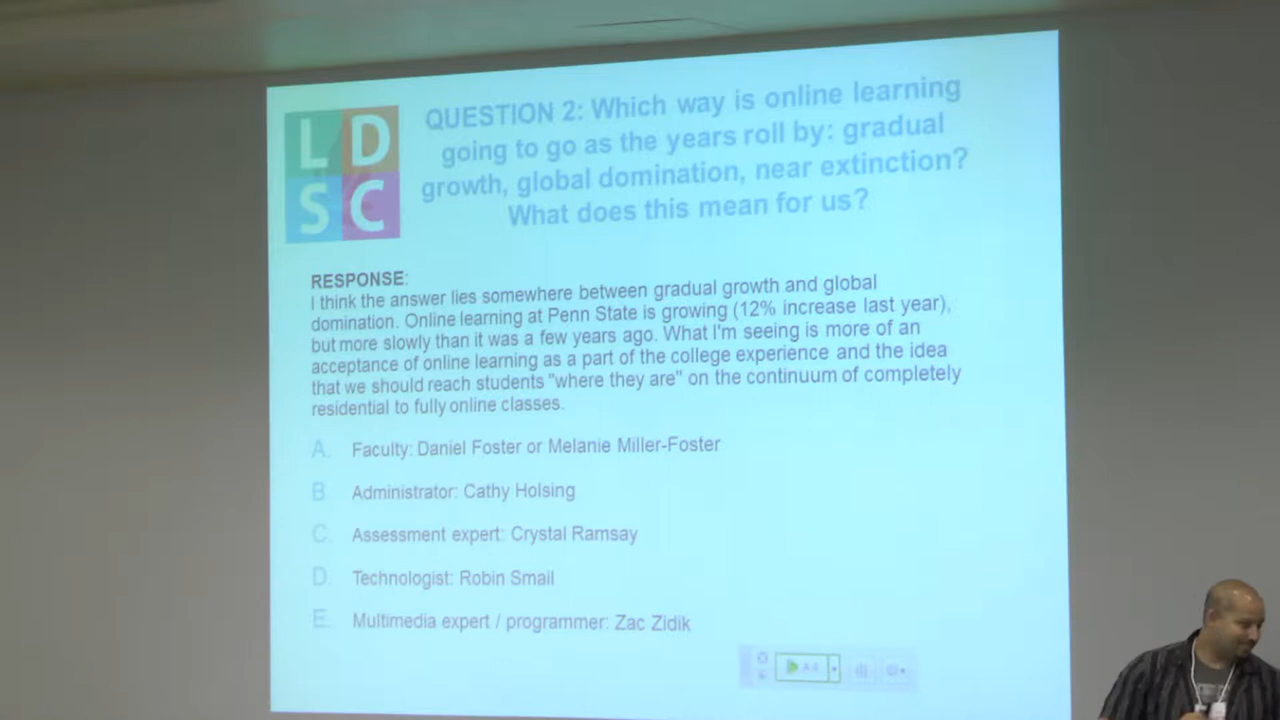 L D
S C
QUESTION 2: Which way is online learning
going to go as the years roll by: gradual
growth, global domination, near extinction?
What does this mean for us?
RESPONSE:
I think the answer lies somewhere between gradual growth and global
domination. Online learning at Penn State is growing (12% increase last year),
but more slowly than it was a few years ago. What I'm seeing is more of an
acceptance of online learning as a part of the college experience and the idea
that we should reach students "where they are" on the continuum of completely
residential to fully online classes.
A. Faculty: Daniel Foster or Melanie Miller-Foster
B. Administrator: Cathy Holsing
C. Assessment expert: Crystal Ramsay
D. Technologist: Robin Smail
E. Multimedia expert / programmer: Zac Zidik
A-E